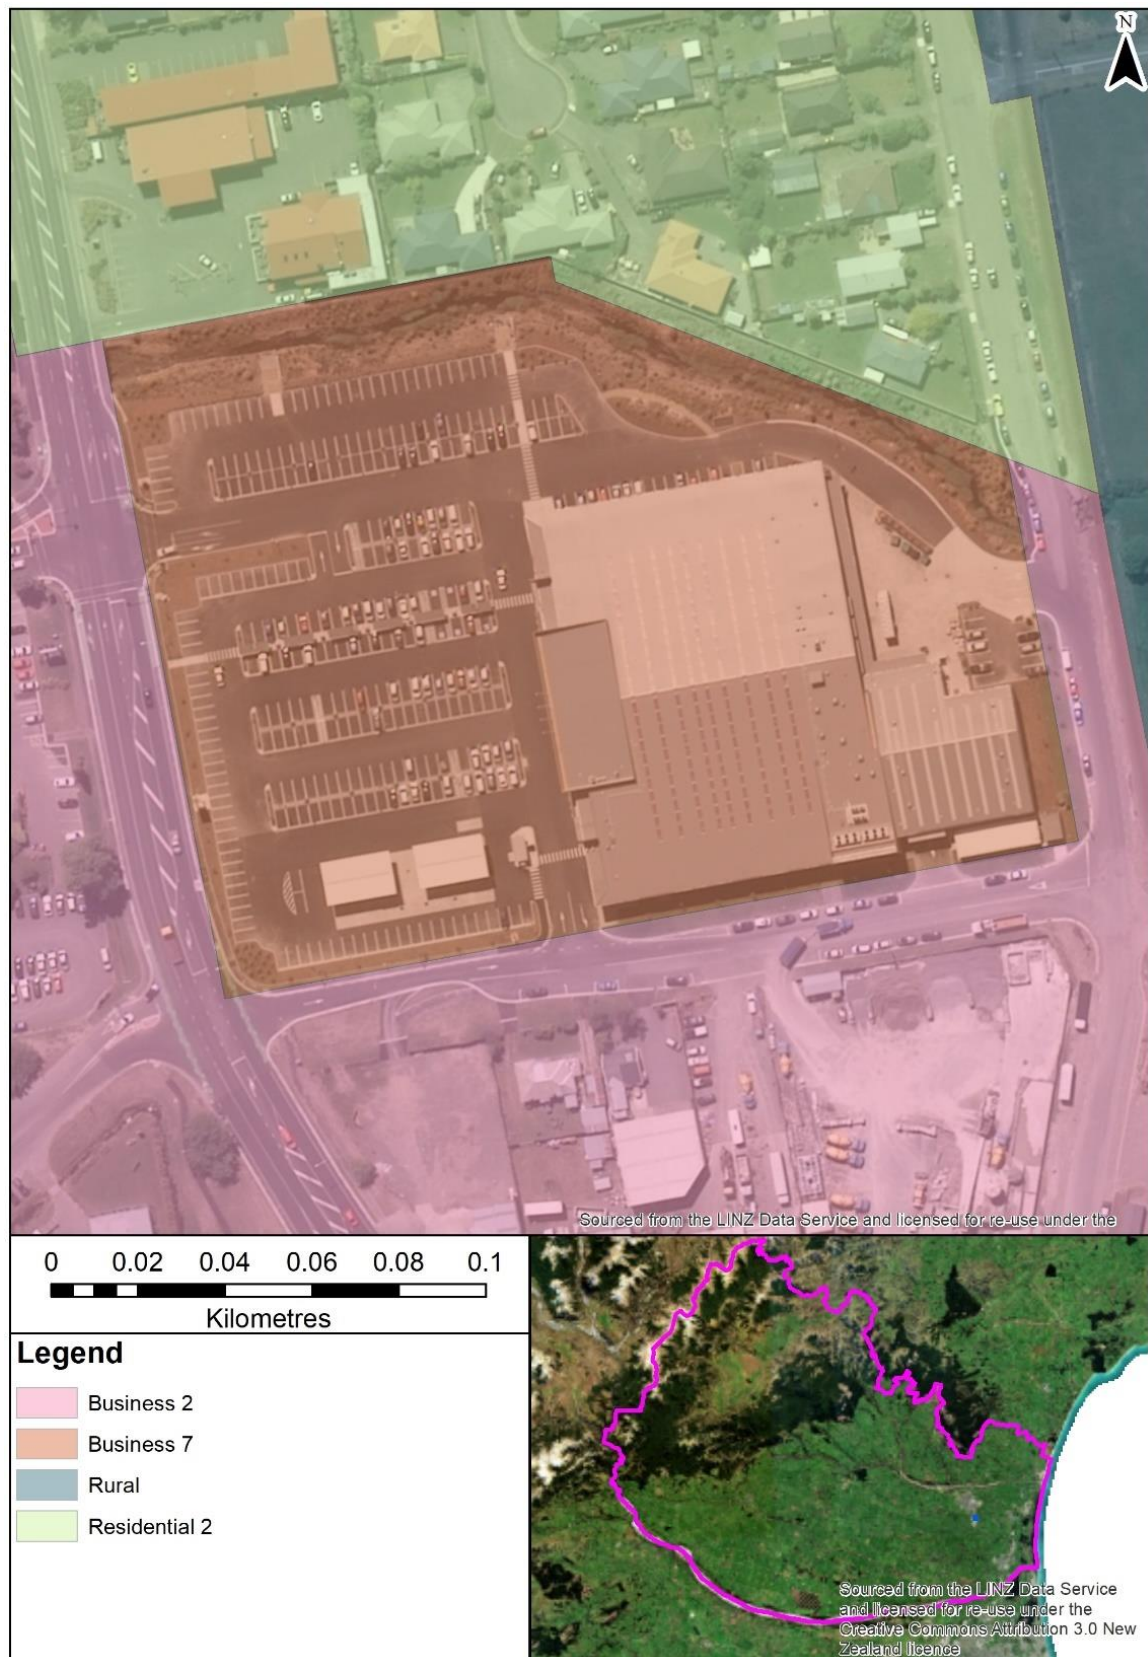 N
Sourced from the LINZ Data Service and licensed for re-use under the
0 0.02 0.04 0.06 0.08 0.1
Kilometres
Legend
Business 2
Business 7
Rural
Residential 2
Sourced from the LINZ Data Service
and licensed for re-use under the
Creative Commons Attribution 3.0 New
Zealand licence